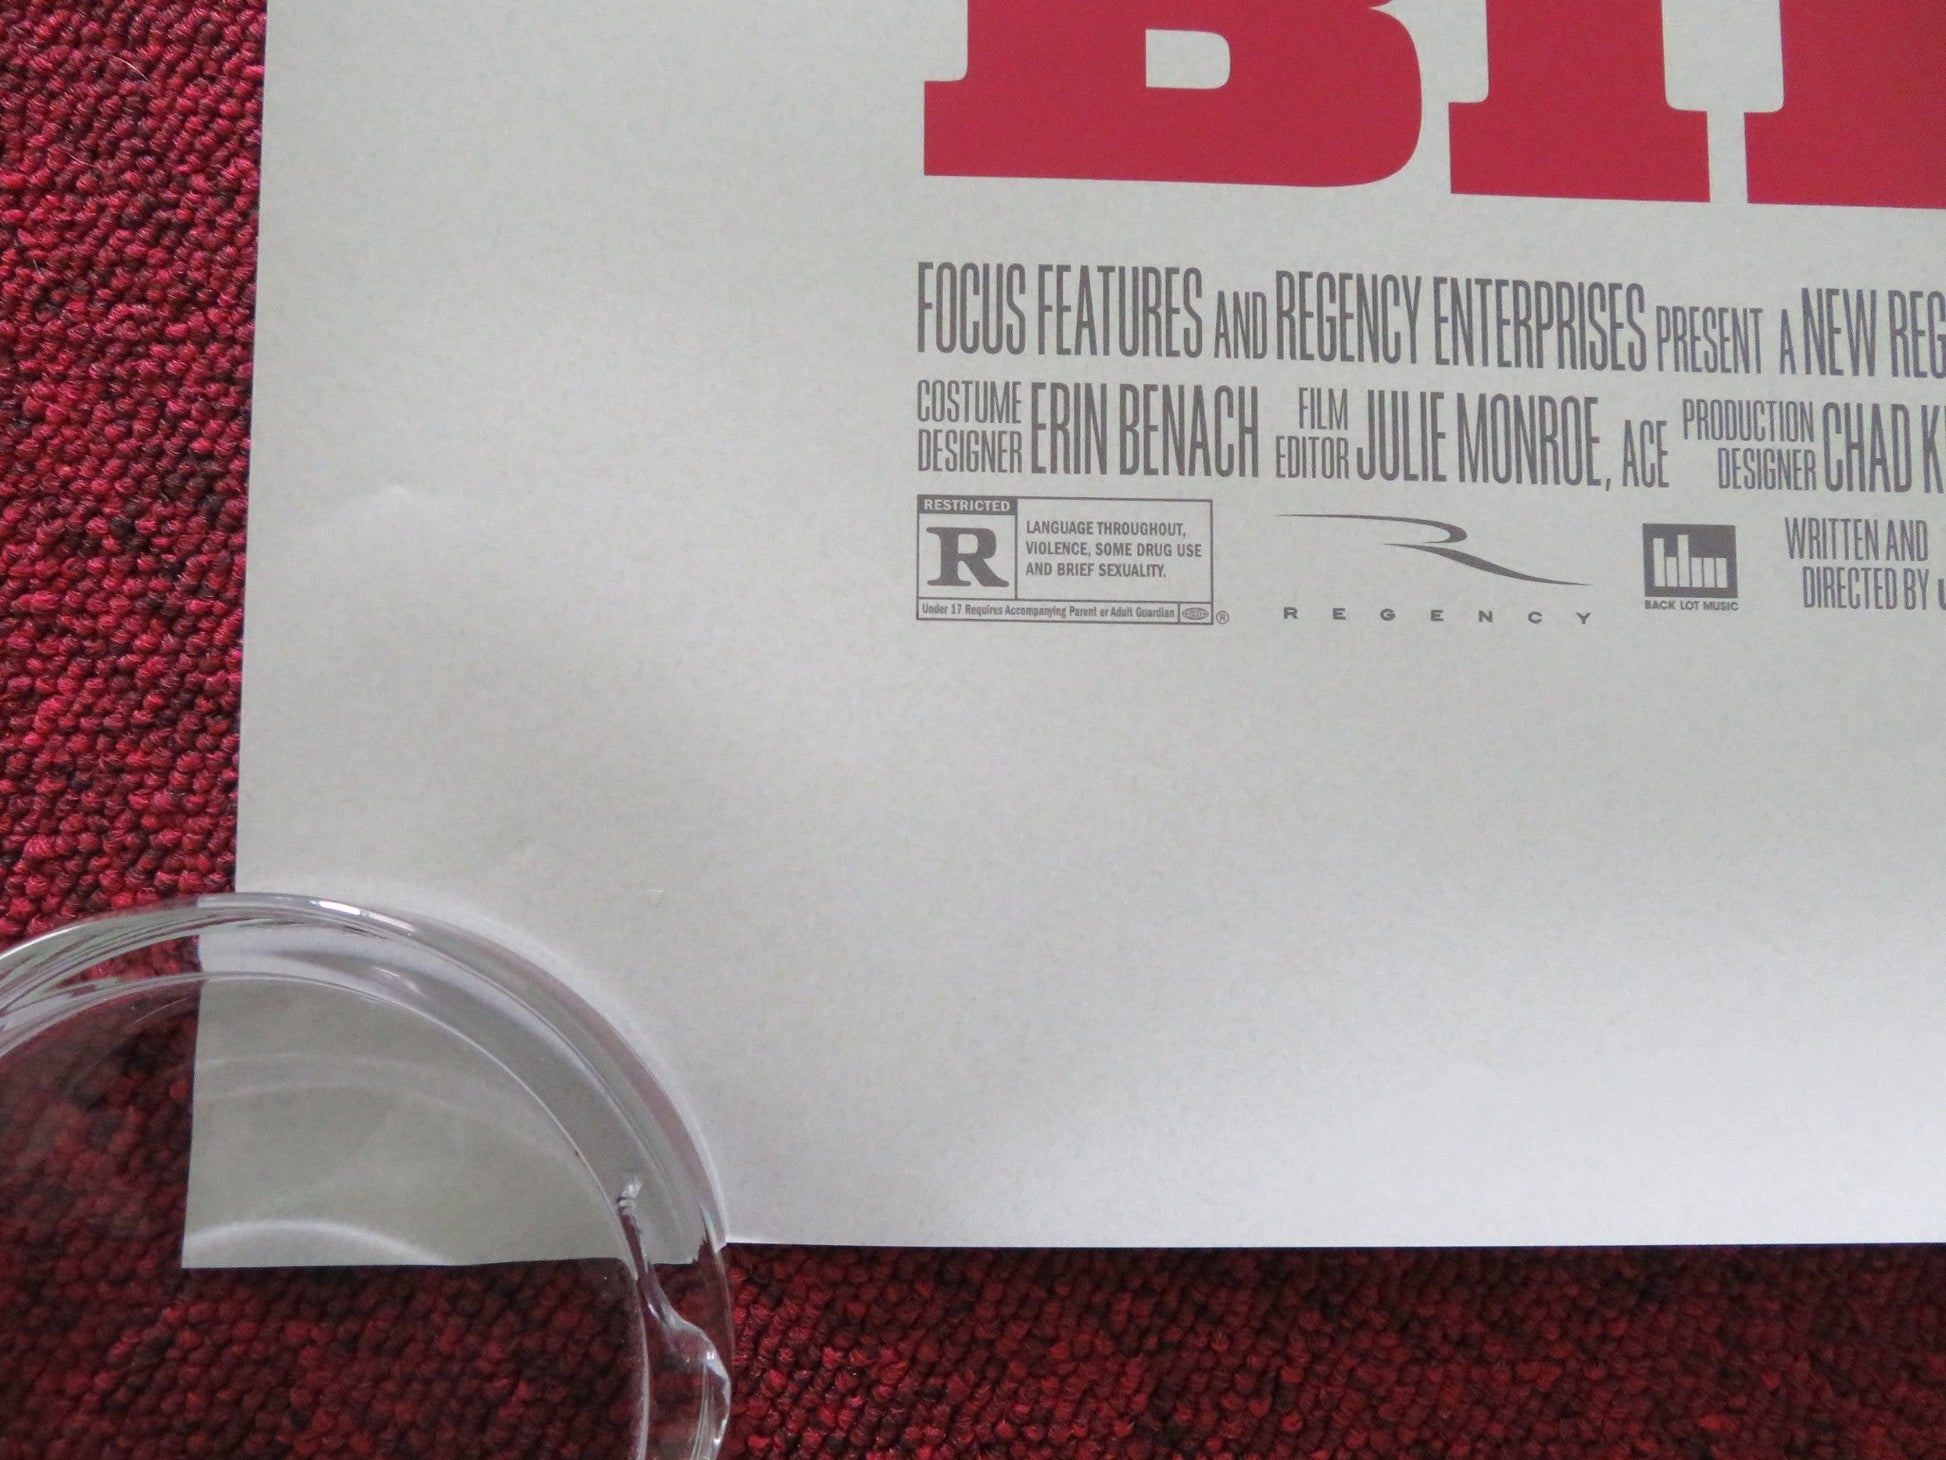 BI
FOCUS FEATURES AND REGENCY ENTERPRISES PRESENT A NEW REG
COSTUME DESIGNER ERIN BENACH FILM EDITOR JULIE MONROE, ACE PRODUCTION DESIGNER CHAD K
RESTRICTED
R
LANGUAGE THROUGHOUT,
VIOLENCE, SOME DRUG USE
AND BRIEF SEXUALITY.
Under 17 Requires Accompanying Parent or Adult Guardian
®
REGENCY
BACK LOT MUSIC
WRITTEN AND
DIRECTED BY J